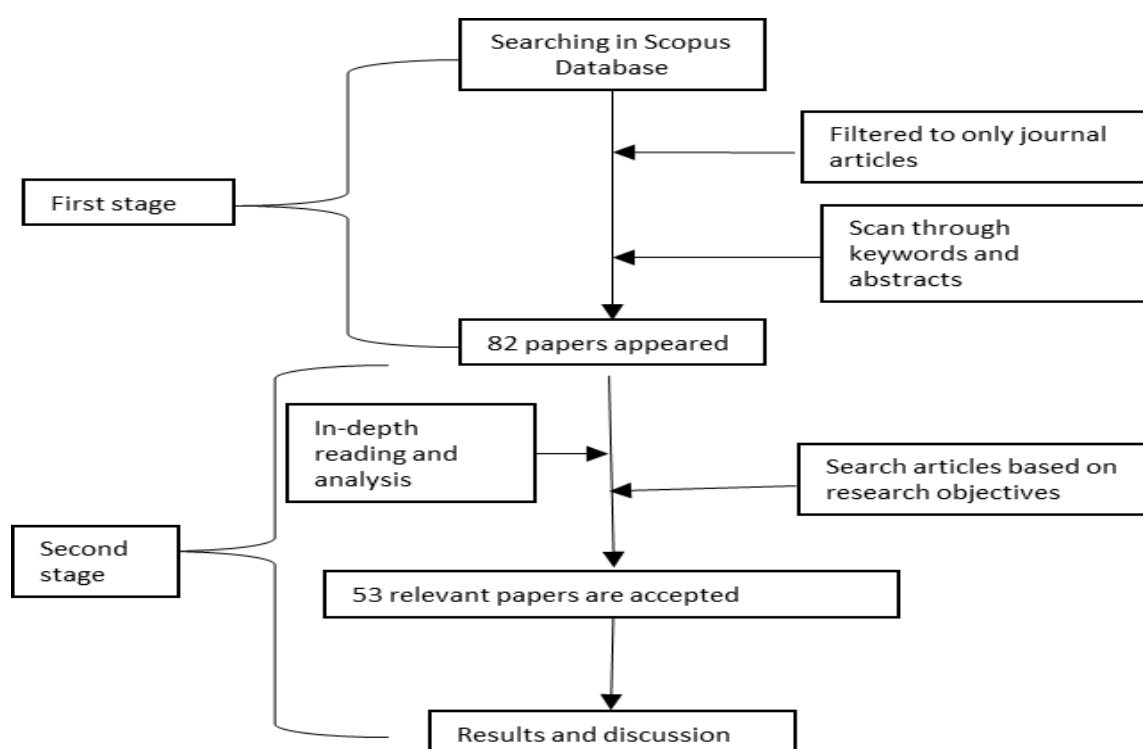 Searching in Scopus
Database
Filtered to only journal
articles
First stage
Scan through
keywords and
abstracts
82 papers appeared
In-depth
reading and
analysis
Search articles based on
research objectives
Second
stage
53 relevant papers are accepted
Results and discussion